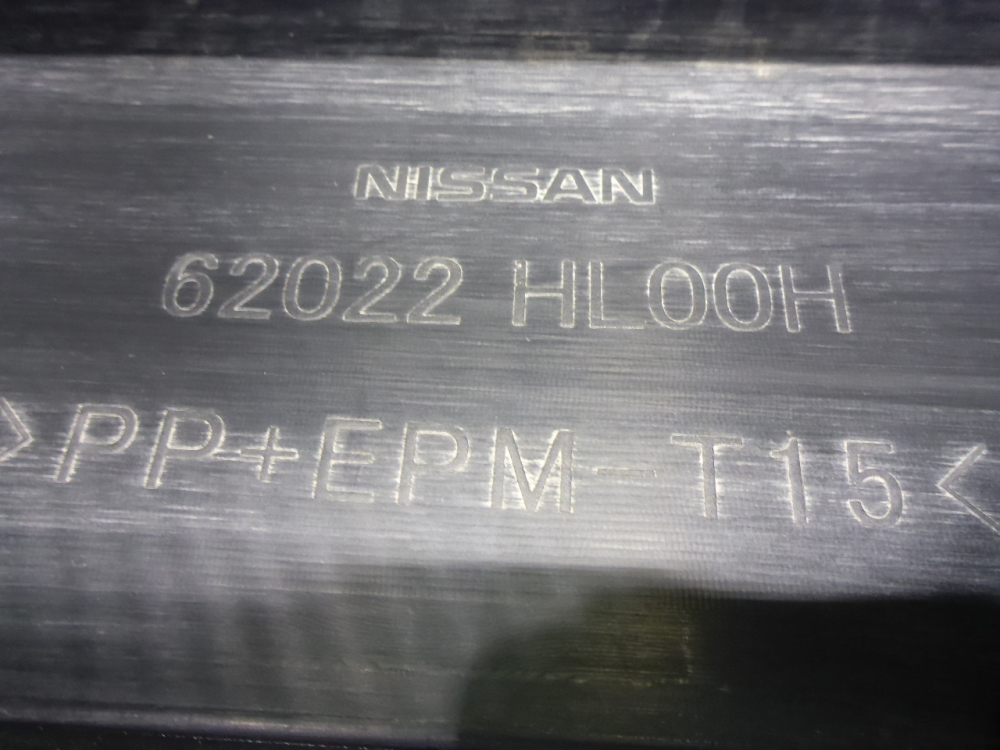 NISSAN
62022 HL00H
>PP+EPM-T15<